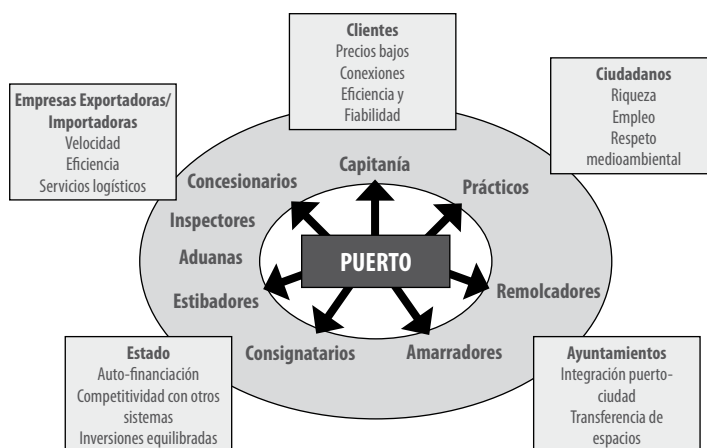 Clientes
Precios bajos
Conexiones
Eficiencia y
Fiabilidad
Empresas Exportadoras/
Importadoras
Velocidad
Eficiencia
Servicios logísticos
Ciudadanos
Riqueza
Empleo
Respeto
medioambiental
Capitanía
Concesionarios
Prácticos
Inspectores
Aduanas
PUERTO
Estibadores
Remolcadores
Consignatarios
Amarradores
Estado
Auto-financiación
Competitividad con otros
sistemas
Inversiones equilibradas
Ayuntamientos
Integración puerto-
ciudad
Transferencia de
espacios